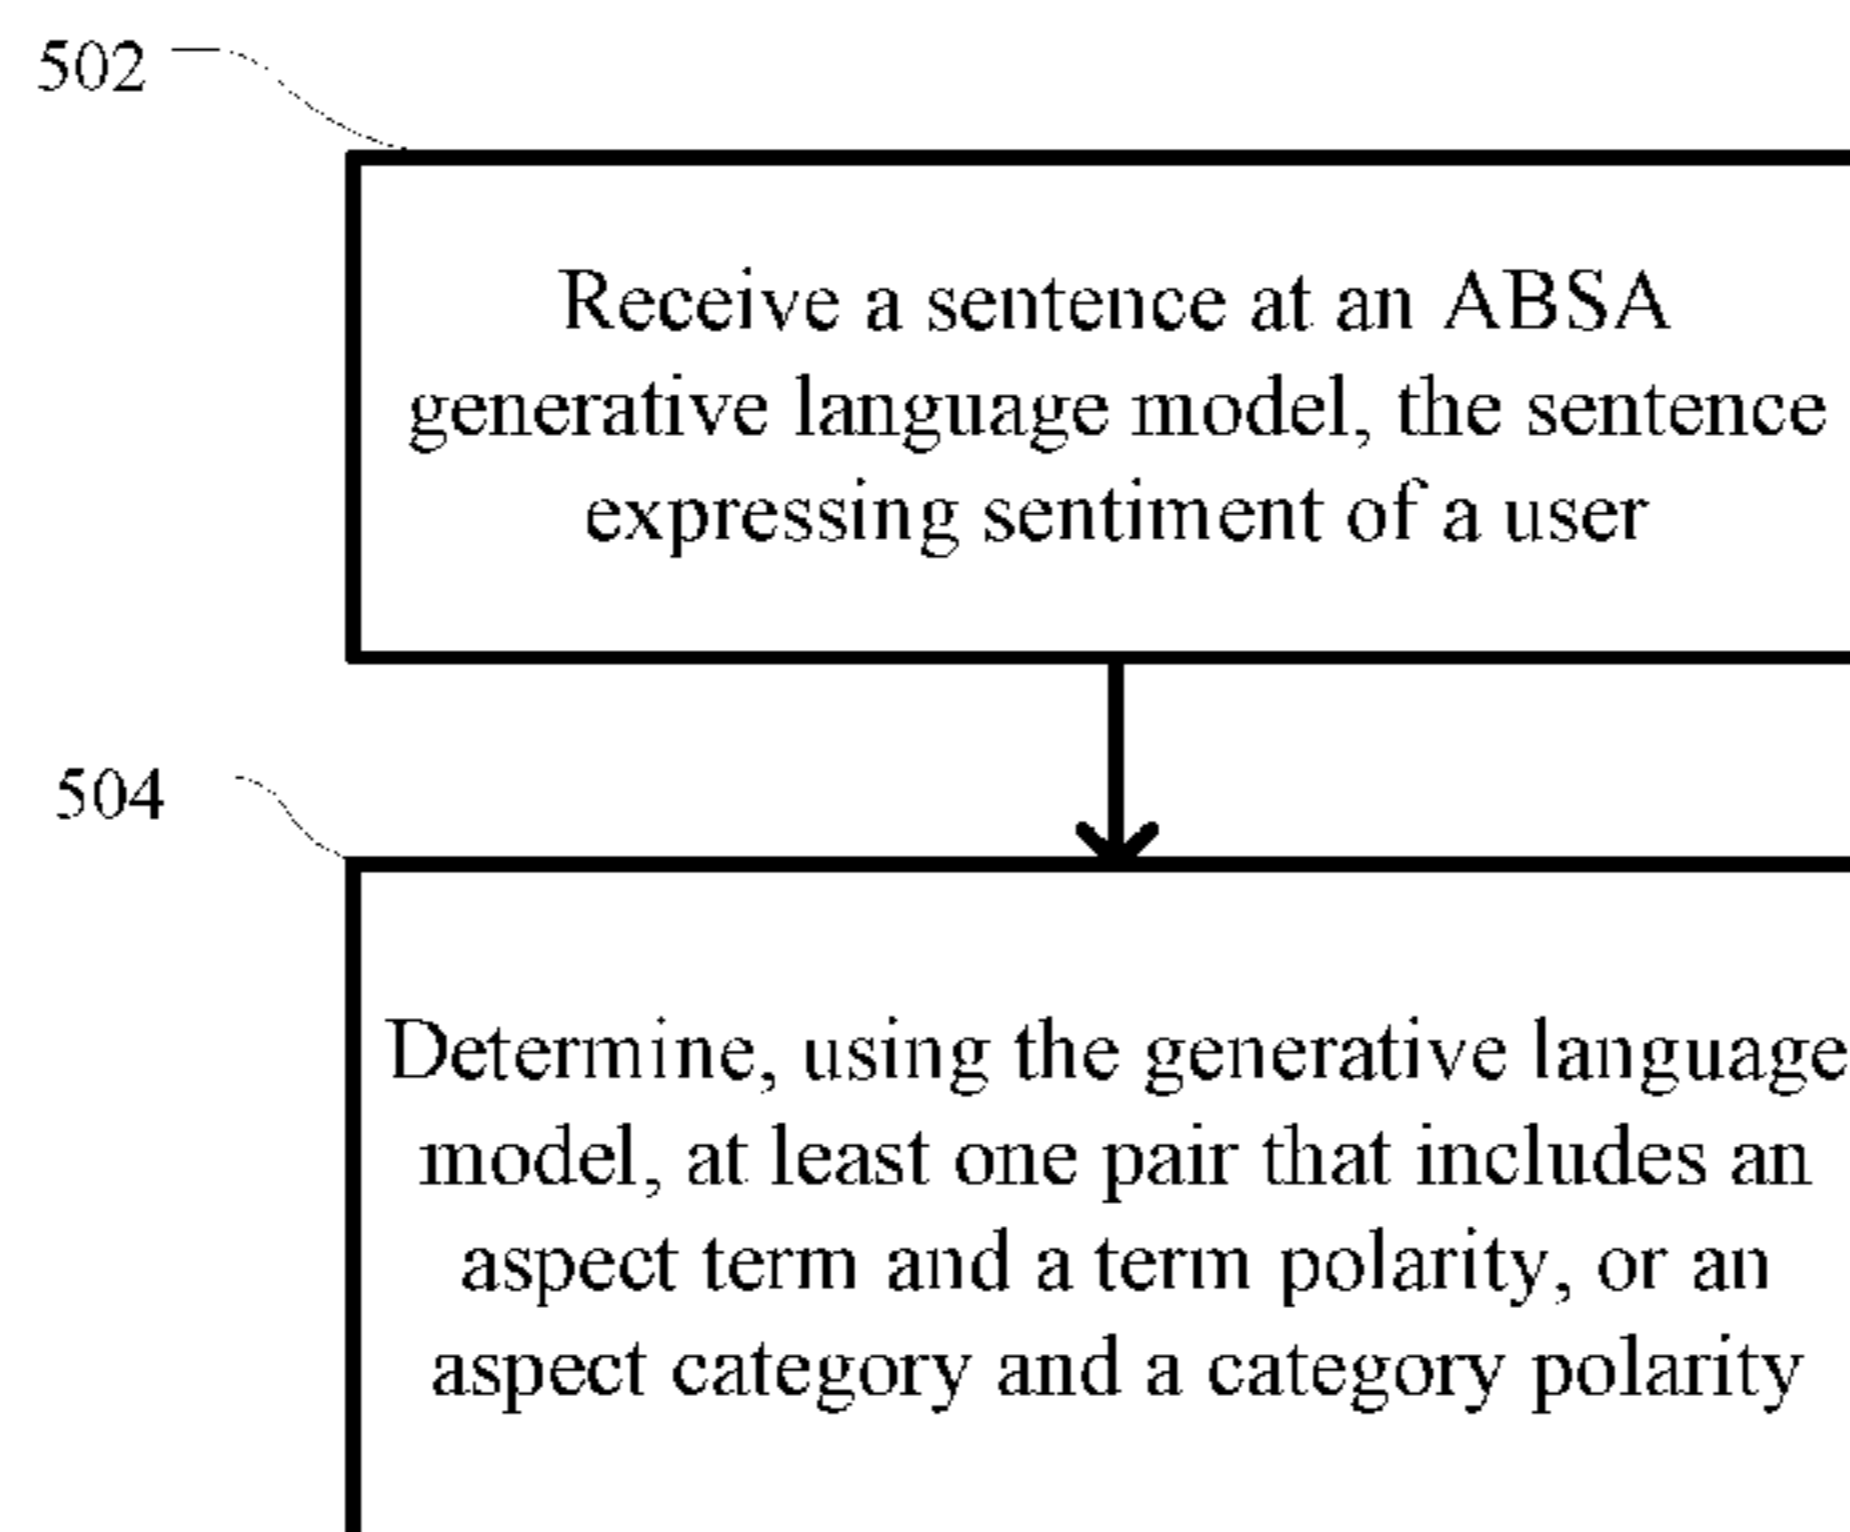 502
Receive a sentence at an ABSA
generative language model, the sentence
expressing sentiment of a user
504
Determine, using the generative language
model, at least one pair that includes an
aspect term and a term polarity, or an
aspect category and a category polarity